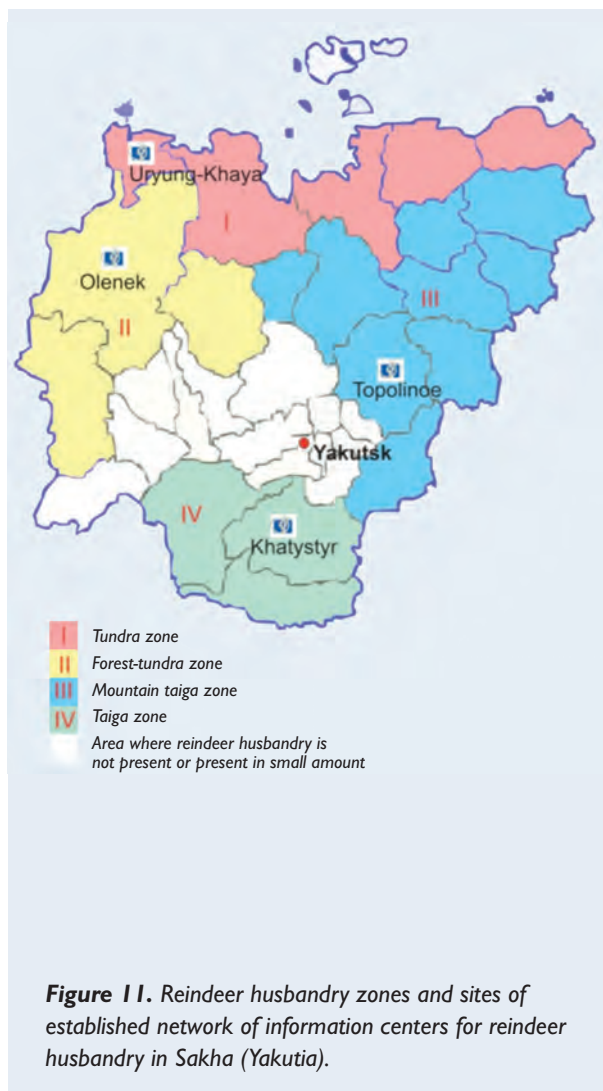 Uryung-Khaya
I
Olenek
II
III
Topolinoe
Yakutsk
IV
Khatystyr
I Tundra zone
II Forest-tundra zone
III Mountain taiga zone
IV Taiga zone
Area where reindeer husbandry is
not present or present in small amount
Figure 11. Reindeer husbandry zones and sites of
established network of information centers for reindeer
husbandry in Sakha (Yakutia).